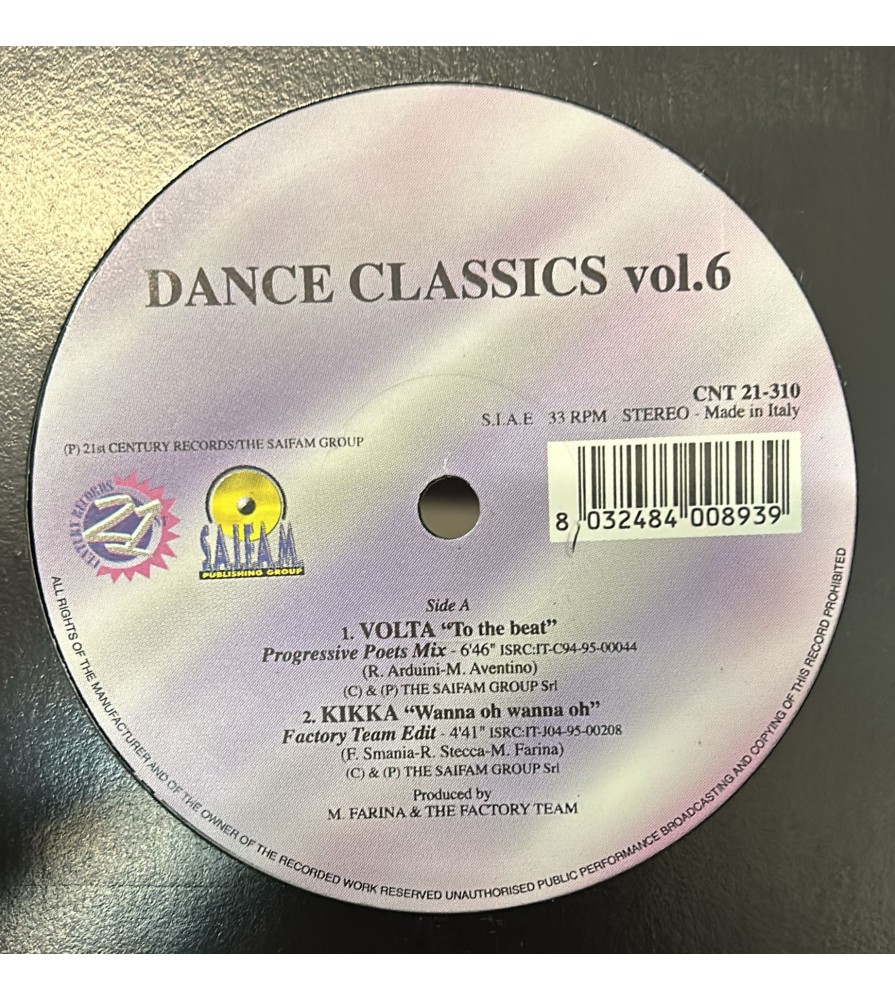 DANCE CLASSICS vol.6
CNT 21-310
S.I.A.E 33 RPM STEREO - Made in Italy
(P) 21st CENTURY RECORDS/THE SAIFAM GROUP
21st
CENTURY RECORDS
S.A.I.F.A.M.
PUBLISHING GROUP
8 032484 008939
Side A
1. VOLTA “To the beat”
Progressive Poets Mix - 6'46" ISRC:IT-C94-95-00044
(R. Arduini-M. Aventino)
(C) & (P) THE SAIFAM GROUP Srl
2. KIKKA “Wanna oh wanna oh”
Factory Team Edit - 4'41" ISRC:IT-J04-95-00208
(F. Smania-R. Stecca-M. Farina)
(C) & (P) THE SAIFAM GROUP Srl
Produced by
M. FARINA & THE FACTORY TEAM
ALL RIGHTS OF THE MANUFACTURER AND OF THE OWNER OF THE RECORDED WORK RESERVED UNAUTHORISED PUBLIC PERFORMANCE BROADCASTING AND COPYING OF THIS RECORD PROHIBITED